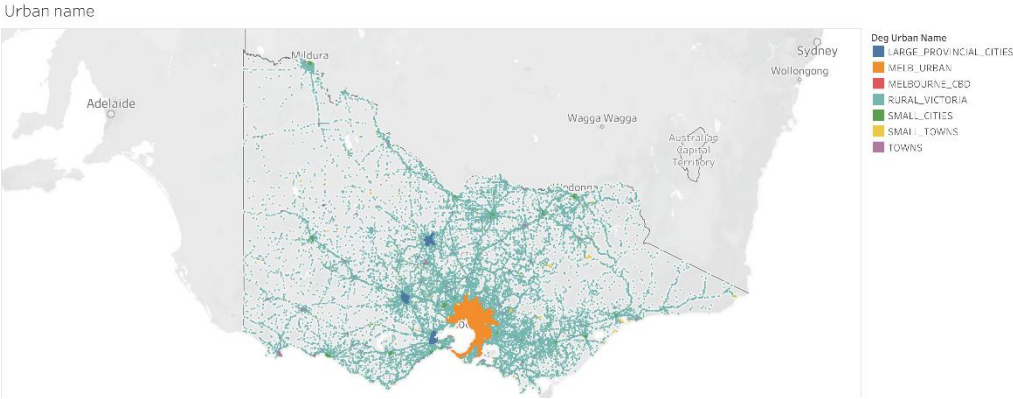 Urban name
Mildura
Sydney
Wollongong
Adelaide
Wagga Wagga
Australian
Capital
Territory
Wodonga
Deg Urban Name
LARGE_PROVINCIAL_CITIES
MELB_URBAN
MELBOURNE_CBD
RURAL_VICTORIA
SMALL_CITIES
SMALL_TOWNS
TOWNS